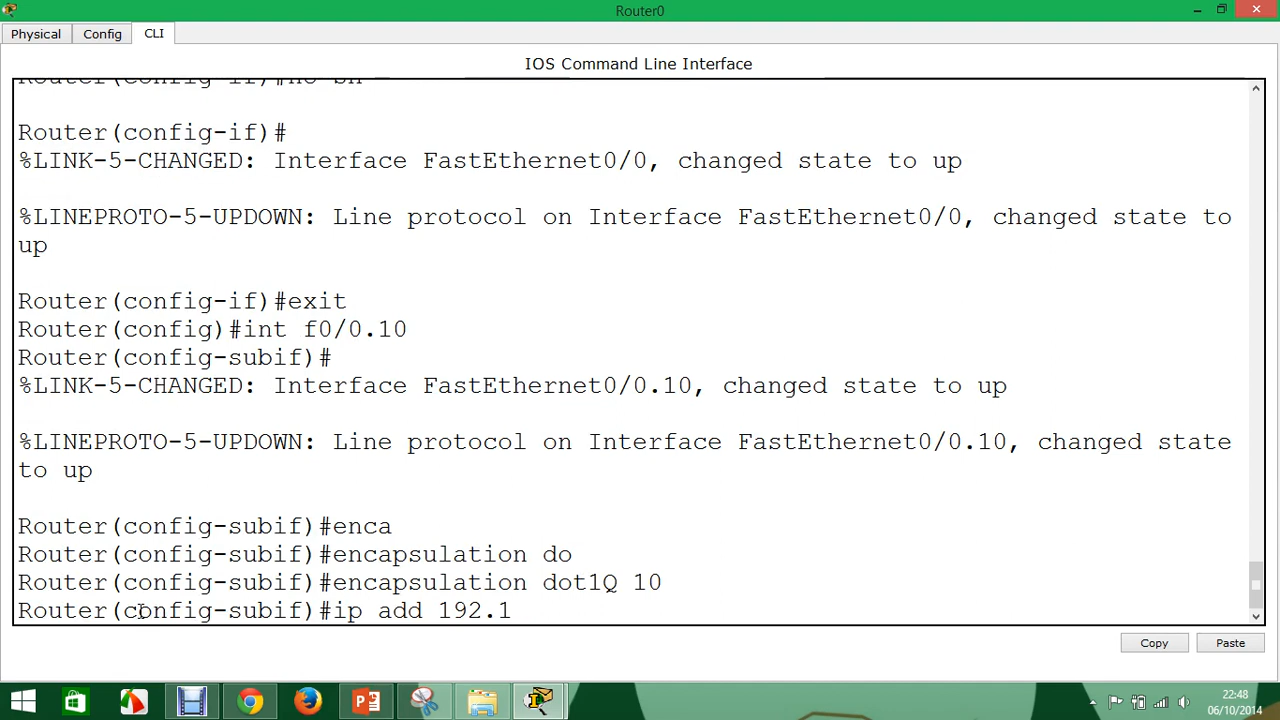 Router0
Physical
Config
CLI
IOS Command Line Interface
Router(config-if)#no sh
Router(config-if)#
%LINK-5-CHANGED: Interface FastEthernet0/0, changed state to up
%LINEPROTO-5-UPDOWN: Line protocol on Interface FastEthernet0/0, changed state to
up
Router(config-if)#exit
Router(config)#int f0/0.10
Router(config-subif)#
%LINK-5-CHANGED: Interface FastEthernet0/0.10, changed state to up
%LINEPROTO-5-UPDOWN: Line protocol on Interface FastEthernet0/0.10, changed state
to up
Router(config-subif)#enca
Router(config-subif)#encapsulation do
Router(config-subif)#encapsulation dot1Q 10
Router(config-subif)#ip add 192.1
Copy
Paste
22:48
06/10/2014